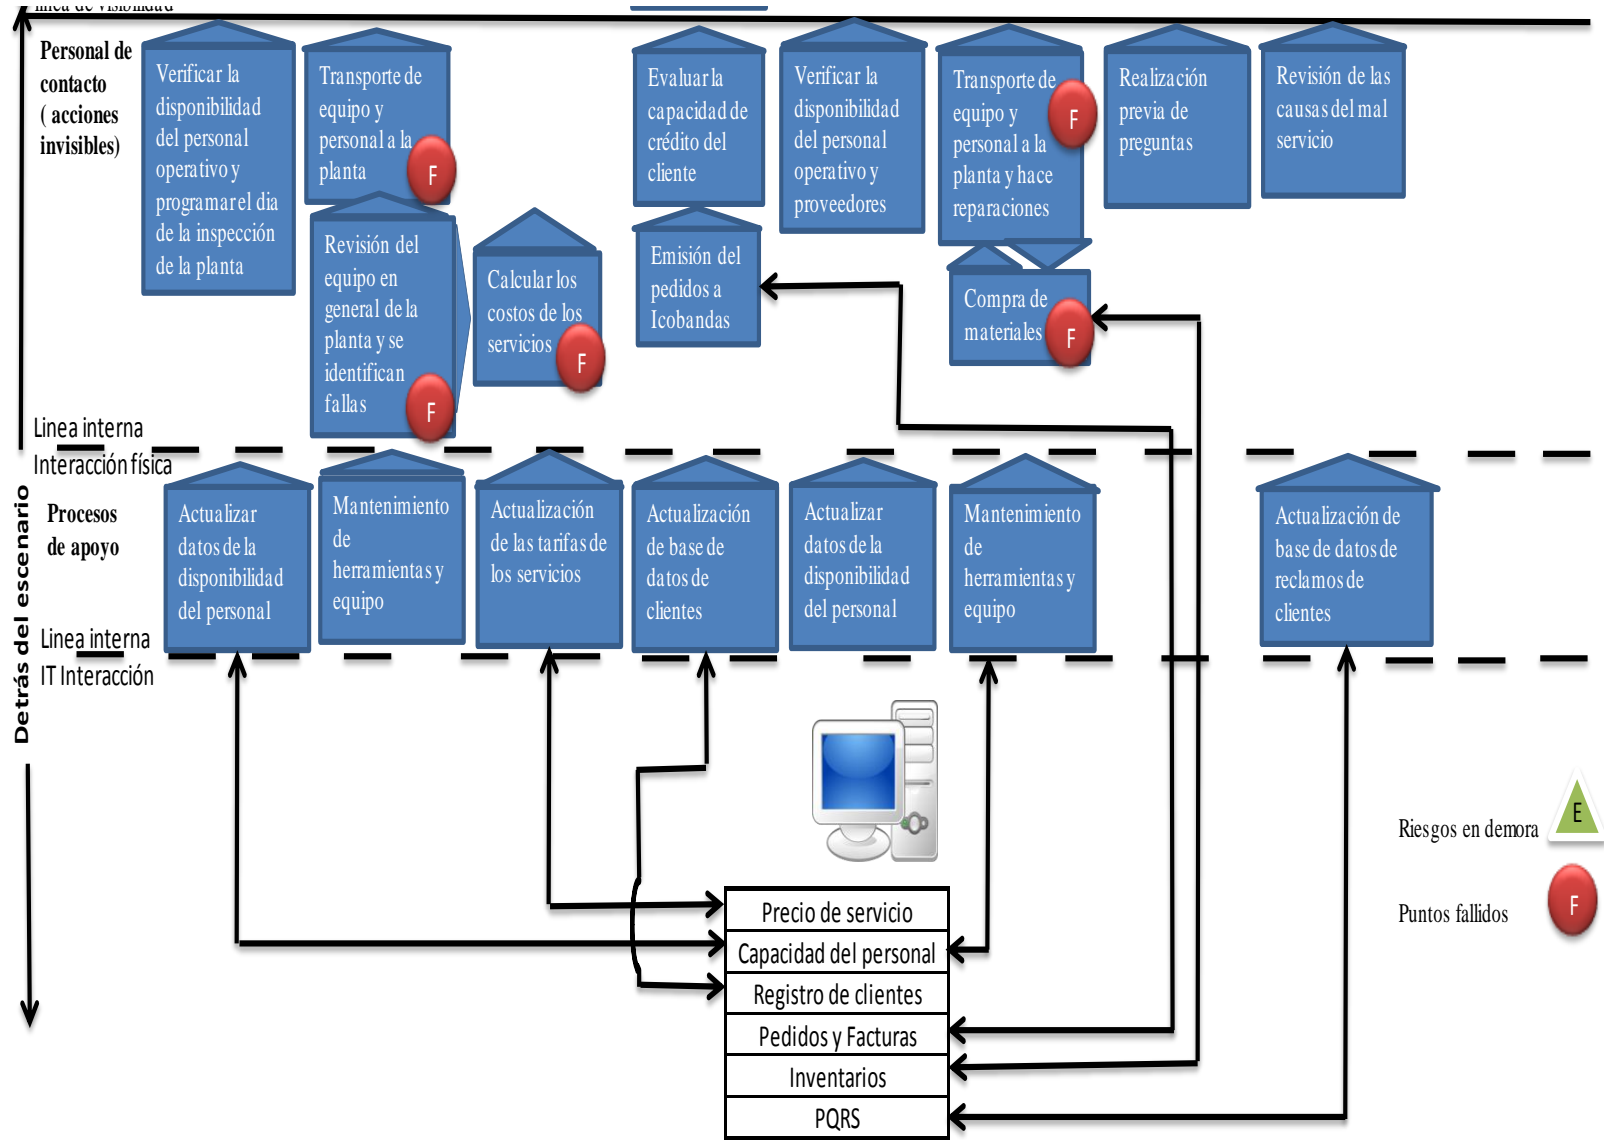 linea de visibilidad
Personal de
contacto
( acciones
invisibles)
Verificar la
disponibilidad
del personal
operativo y
programar el dia
de la inspección
de la planta
Transporte de
equipo y
personal a la
planta
F
Revisión del
equipo en
general de la
planta y se
identifican
fallas
F
Calcular los
costos de los
servicios
F
Evaluar la
capacidad de
crédito del
cliente
Emisión del
pedidos a
Icobandas
Verificar la
disponibilidad
del personal
operativo y
proveedores
Transporte de
equipo y
personal a la
planta y hace
reparaciones
F
Compra de
materiales
F
Realización
previa de
preguntas
Revisión de las
causas del mal
servicio
Linea interna
Interacción física
Detrás del escenario
Procesos
de apoyo
Actualizar
datos de la
disponibilidad
del personal
Mantenimiento
de
herramientas y
equipo
Actualización
de las tarifas de
los servicios
Actualización
de base de
datos de
clientes
Actualizar
datos de la
disponibilidad
del personal
Mantenimiento
de
herramientas y
equipo
Actualización de
base de datos de
reclamos de
clientes
Linea interna
IT Interacción
Riesgos en demora
E
Puntos fallidos
F
Precio de servicio
Capacidad del personal
Registro de clientes
Pedidos y Facturas
Inventarios
PQRS